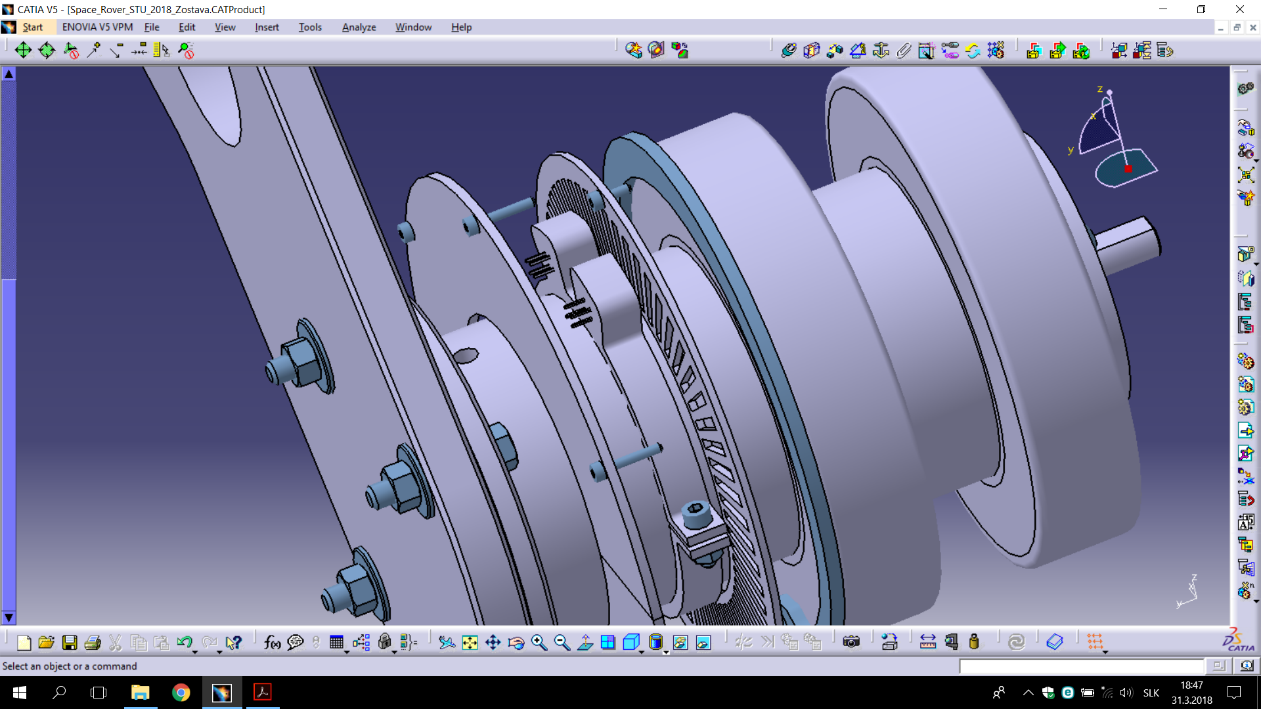 CATIA V5 - [Space_Rover_STU_2018_Zostava.CATProduct]
Start ENOVIA V5 VPM File Edit View Insert Tools Analyze Window Help
z
x
y
z
x
y
f(x)
CATIA
Select an object or a command
SLK
18:47
31.3.2018